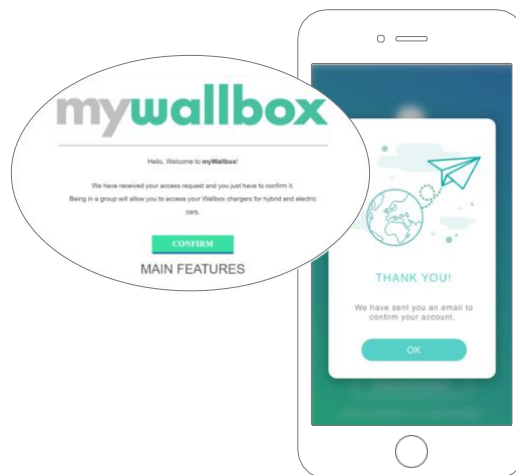 mywallbox
Hello, Welcome to myWallbox!
We have received your access request and you just have to confirm it.
Being in a group will allow you to access your Wallbox chargers for hybrid and electric
cars.
CONFIRM
MAIN FEATURES
THANK YOU!
We have sent you an email to
confirm your account.
OK